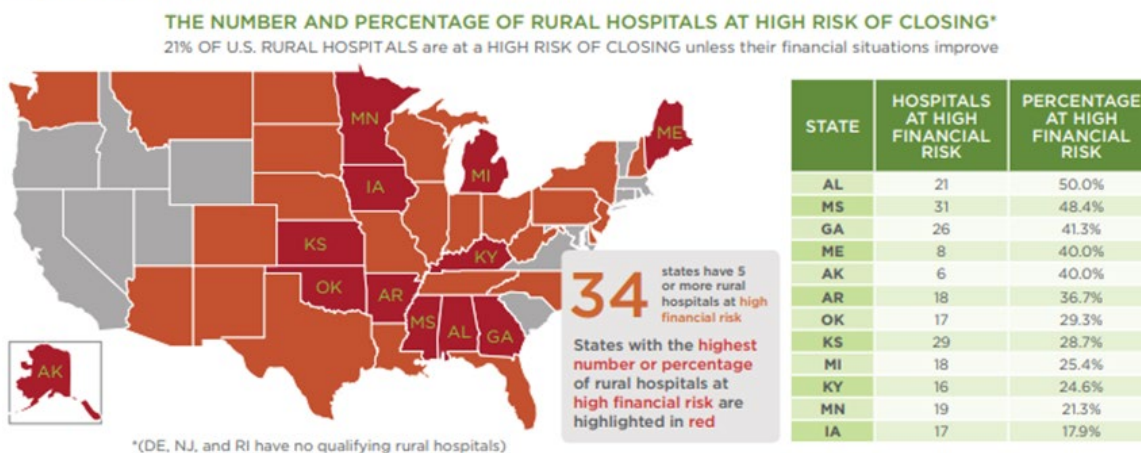 THE NUMBER AND PERCENTAGE OF RURAL HOSPITALS AT HIGH RISK OF CLOSING*
21% OF U.S. RURAL HOSPITALS are at a HIGH RISK OF CLOSING unless their financial situations improve
MN
ME
IA
MI
KS
KY
OK
AR
MS
AL
GA
AK
34
states have 5
or more rural
hospitals at high
financial risk
States with the highest
number or percentage
of rural hospitals at
high financial risk are
highlighted in red
*(DE, NJ, and RI have no qualifying rural hospitals)
STATE HOSPITALS AT HIGH FINANCIAL RISK PERCENTAGE AT HIGH FINANCIAL RISK
AL 21 50.0%
MS 31 48.4%
GA 26 41.3%
ME 8 40.0%
AK 6 40.0%
AR 18 36.7%
OK 17 29.3%
KS 29 28.7%
MI 18 25.4%
KY 16 24.6%
MN 19 21.3%
IA 17 17.9%